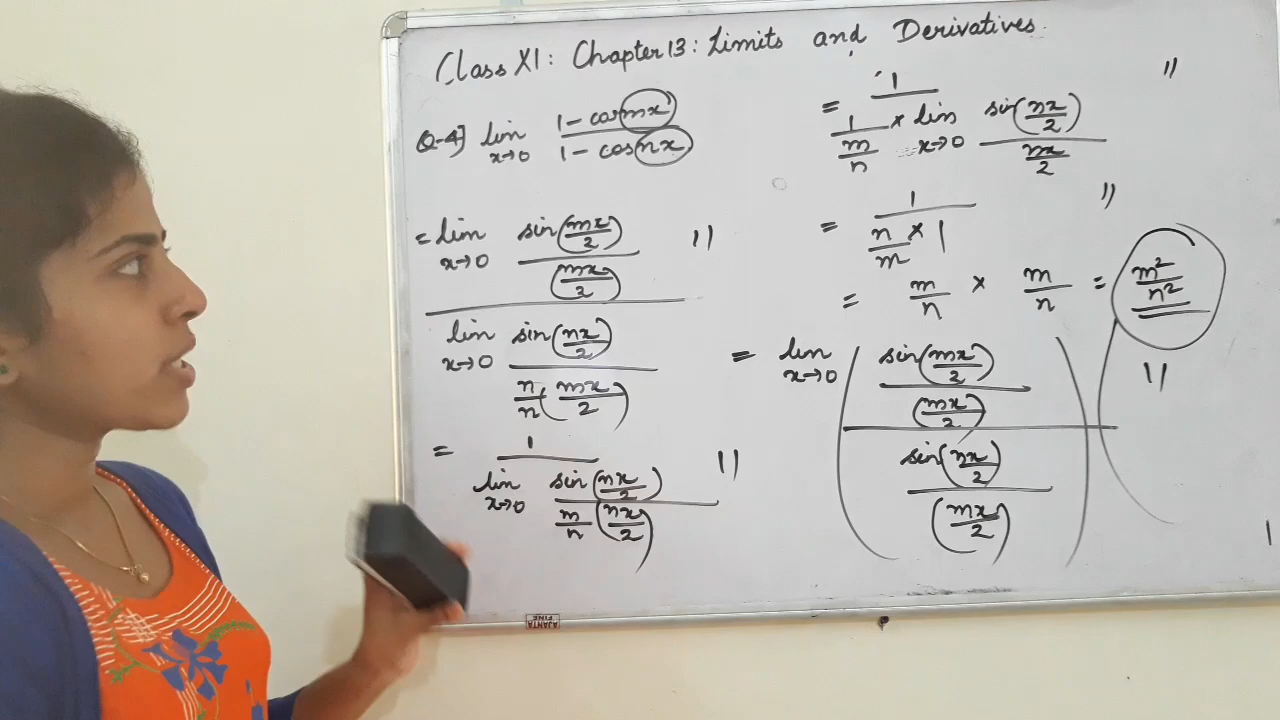 Class XI: Chapter 13: Limits and Derivatives
Q-4] lim x→0 (1 - cos mx)/(1 - cos nx)
= lim x→0 sin(mx/2)/(mx/2) "
lim x→0 sin(nx/2)/(n/n (mx/2))
= 1/(lim x→0 sin(nx/2)/(m/n (nx/2))) "
= 1/(1/(m/n) × lim x→0 sin(nx/2)/(nx/2)) "
= 1/(n/m × 1) "
= m/n × m/n = m²/n²
= lim x→0 ( (sin(mx/2)/(mx/2))/(sin(nx/2)/(mx/2)) ) "
AJANTA
FINE